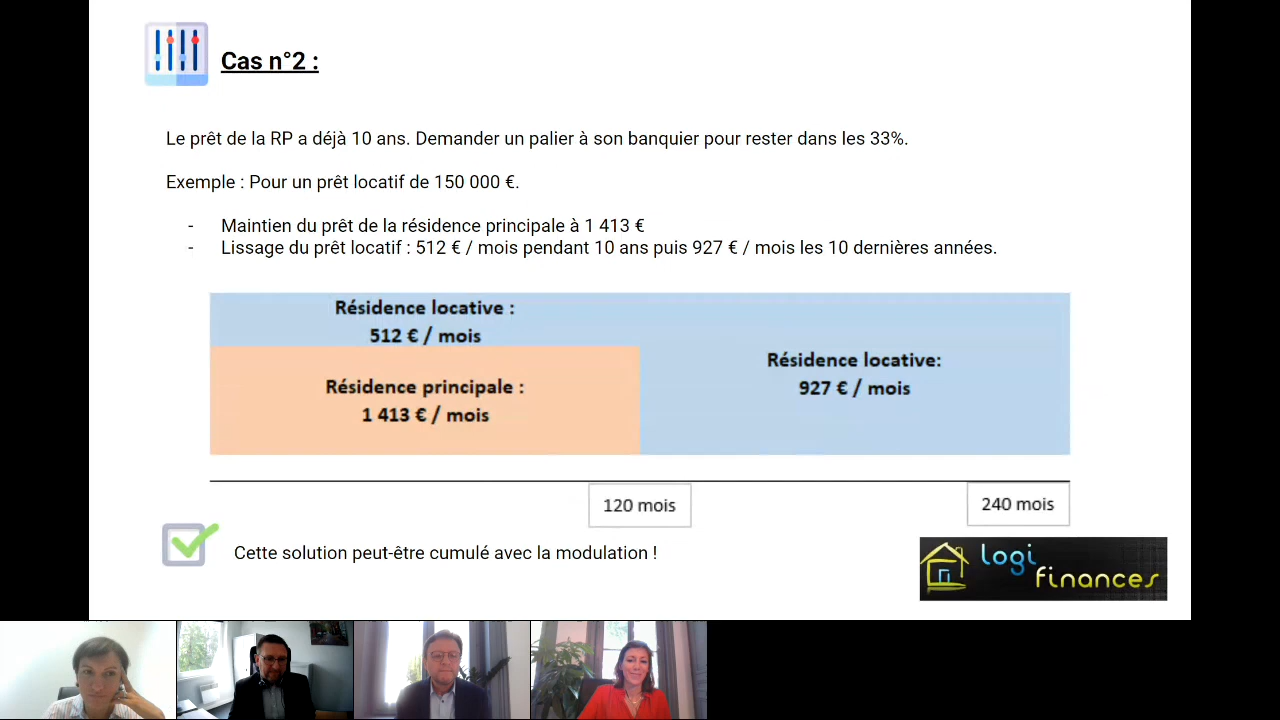 Cas n°2 :
Le prêt de la RP a déjà 10 ans. Demander un palier à son banquier pour rester dans les 33%.
Exemple : Pour un prêt locatif de 150 000 €.
- Maintien du prêt de la résidence principale à 1 413 €
- Lissage du prêt locatif : 512 € / mois pendant 10 ans puis 927 € / mois les 10 dernières années.
Résidence locative :
512 € / mois
Résidence principale :
1 413 € / mois
Résidence locative:
927 € / mois
120 mois
240 mois
Cette solution peut-être cumulé avec la modulation !
logi
finances